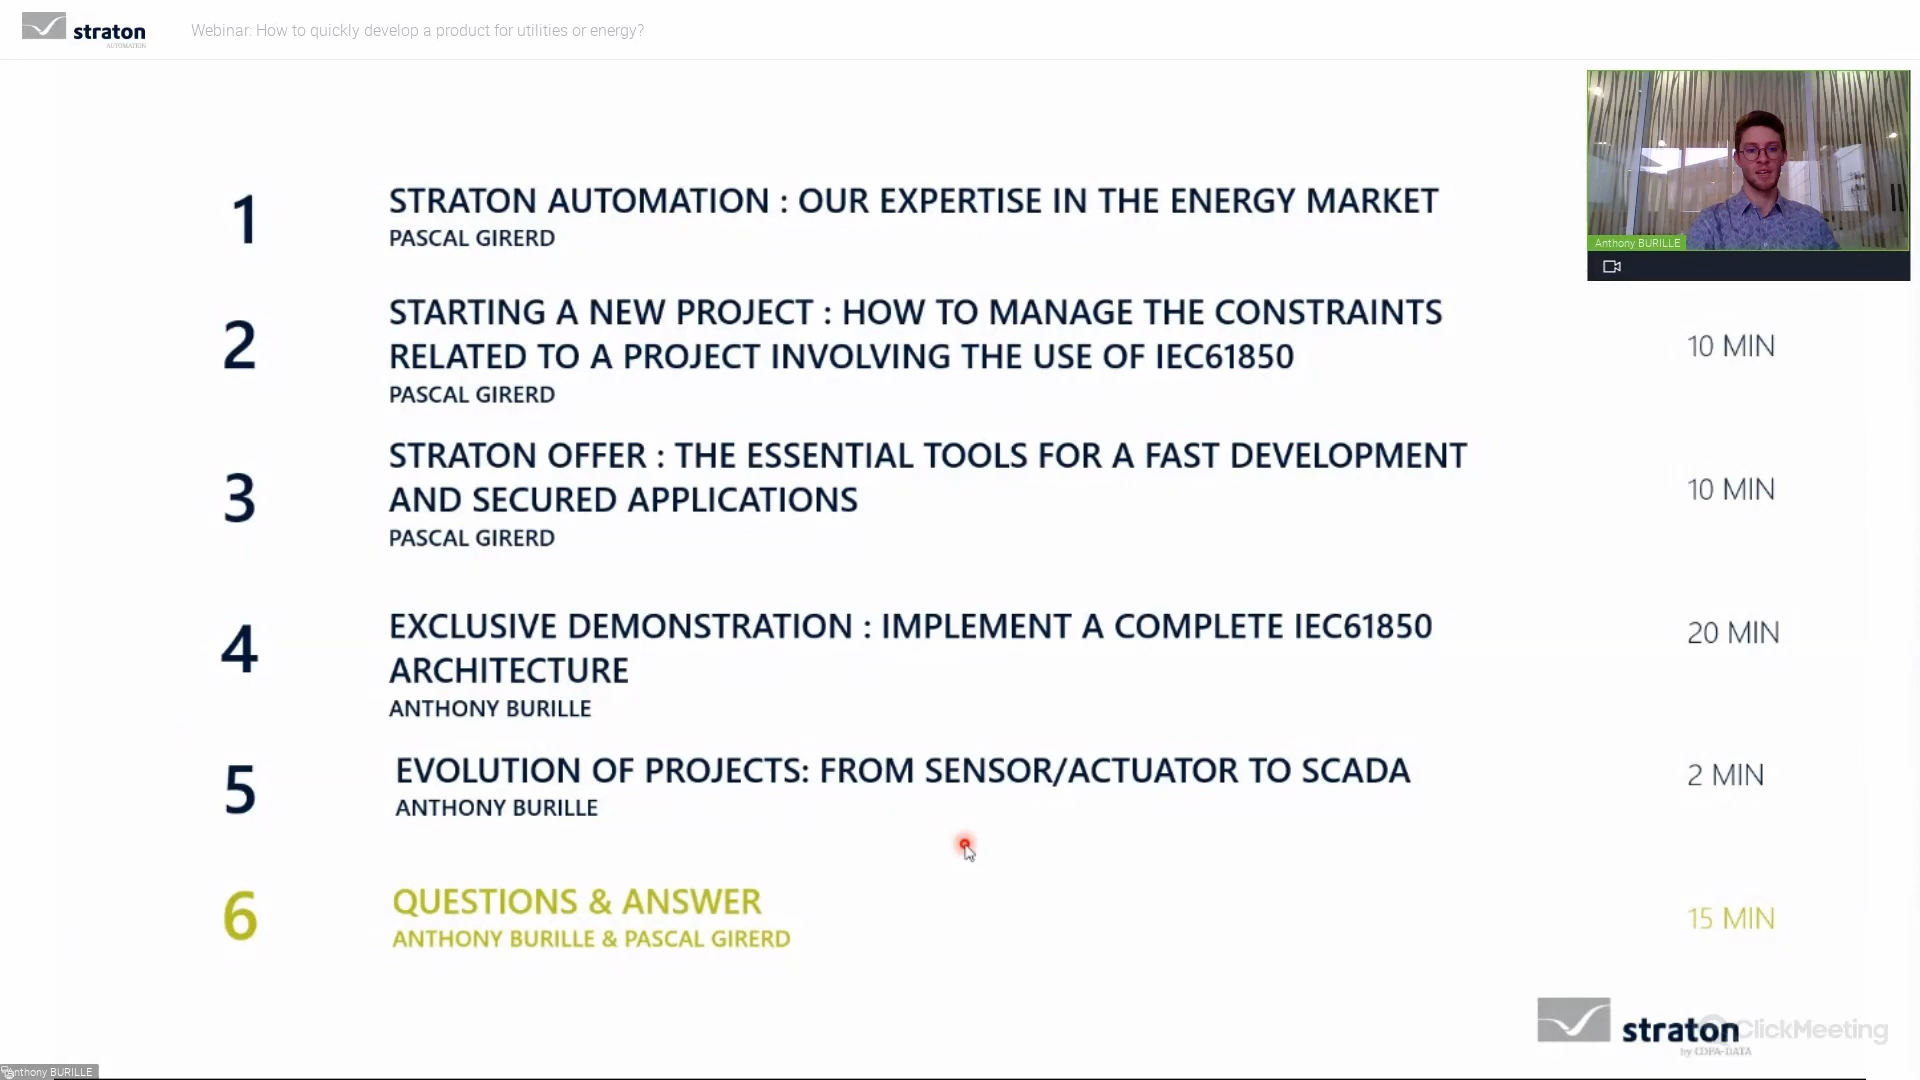 straton
AUTOMATION
Webinar: How to quickly develop a product for utilities or energy?
Anthony BURILLE
1
STRATON AUTOMATION : OUR EXPERTISE IN THE ENERGY MARKET
PASCAL GIRERD
2
STARTING A NEW PROJECT : HOW TO MANAGE THE CONSTRAINTS
RELATED TO A PROJECT INVOLVING THE USE OF IEC61850
PASCAL GIRERD
10 MIN
3
STRATON OFFER : THE ESSENTIAL TOOLS FOR A FAST DEVELOPMENT
AND SECURED APPLICATIONS
PASCAL GIRERD
10 MIN
4
EXCLUSIVE DEMONSTRATION : IMPLEMENT A COMPLETE IEC61850
ARCHITECTURE
ANTHONY BURILLE
20 MIN
5
EVOLUTION OF PROJECTS: FROM SENSOR/ACTUATOR TO SCADA
ANTHONY BURILLE
2 MIN
6
QUESTIONS & ANSWER
ANTHONY BURILLE & PASCAL GIRERD
15 MIN
straton
by COPA-DATA
ClickMeeting
Anthony BURILLE